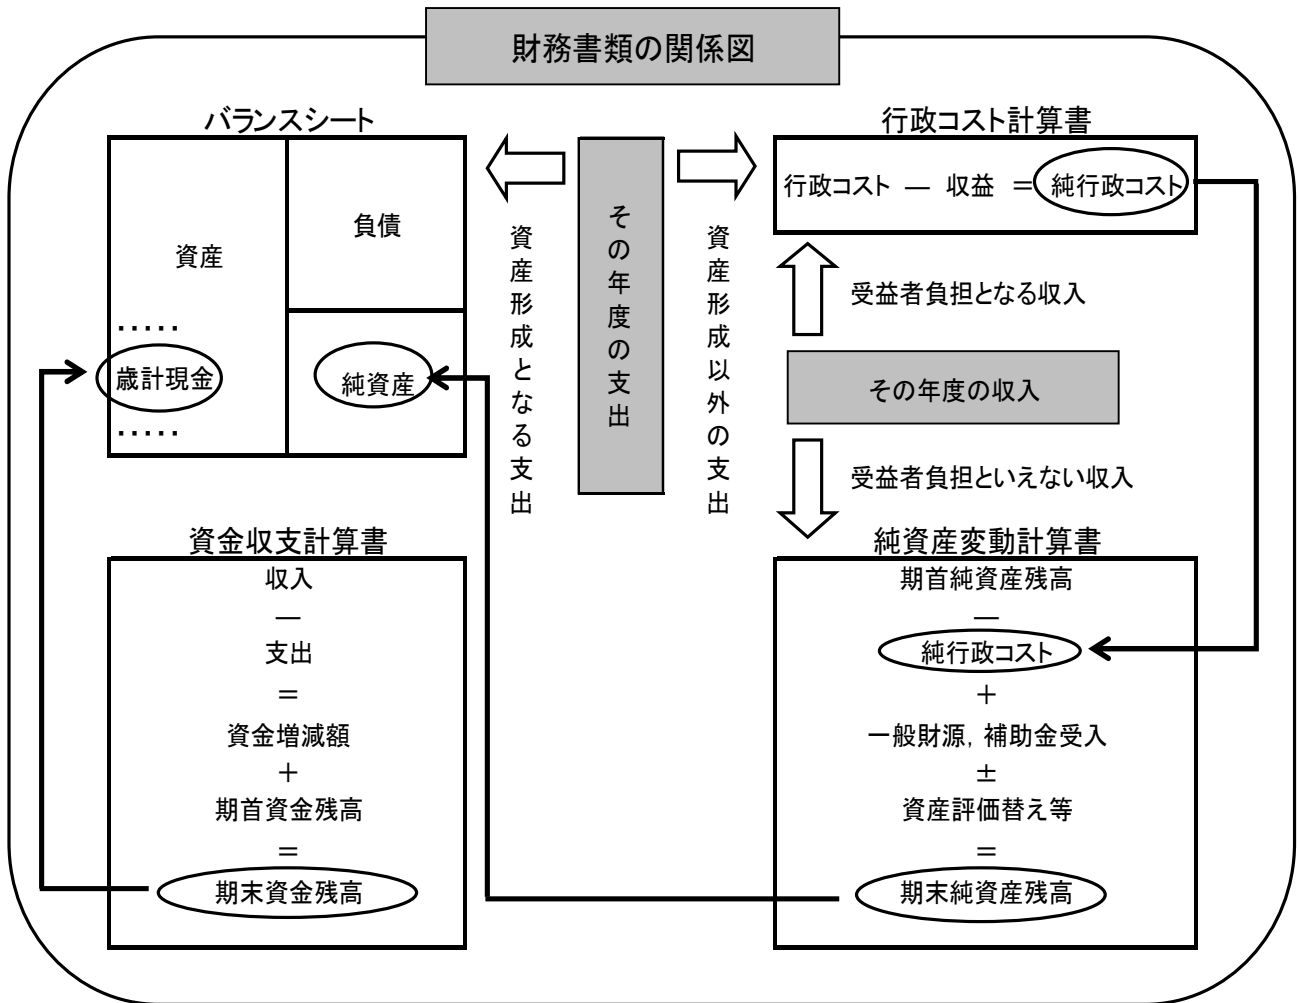 財務書類の関係図
バランスシート
資産
負債
・・・・・
歳計現金
・・・・・
純資産
資産形成となる支出
その年度の支出
資産形成以外の支出
行政コスト計算書
行政コスト － 収益 ＝ 純行政コスト
受益者負担となる収入
その年度の収入
受益者負担といえない収入
資金収支計算書
収入
－
支出
＝
資金増減額
＋
期首資金残高
＝
期末資金残高
純資産変動計算書
期首純資産残高
－
純行政コスト
＋
一般財源，補助金受入
±
資産評価替え等
＝
期末純資産残高